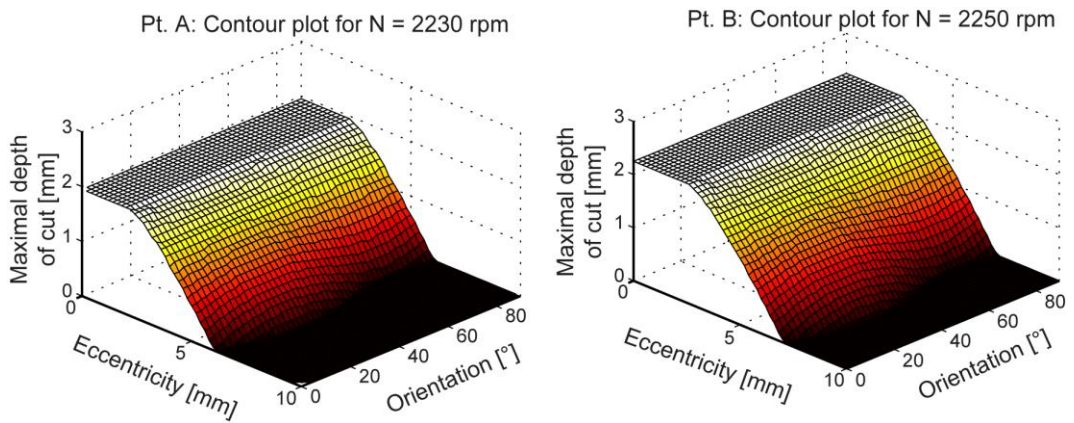 Pt. A: Contour plot for N = 2230 rpm
Maximal depth
of cut [mm]
3
2
1
0
0
5
10
Eccentricity [mm]
0
20
40
60
80
Orientation [°]
Pt. B: Contour plot for N = 2250 rpm
Maximal depth
of cut [mm]
3
2
1
0
0
5
10
Eccentricity [mm]
0
20
40
60
80
Orientation [°]